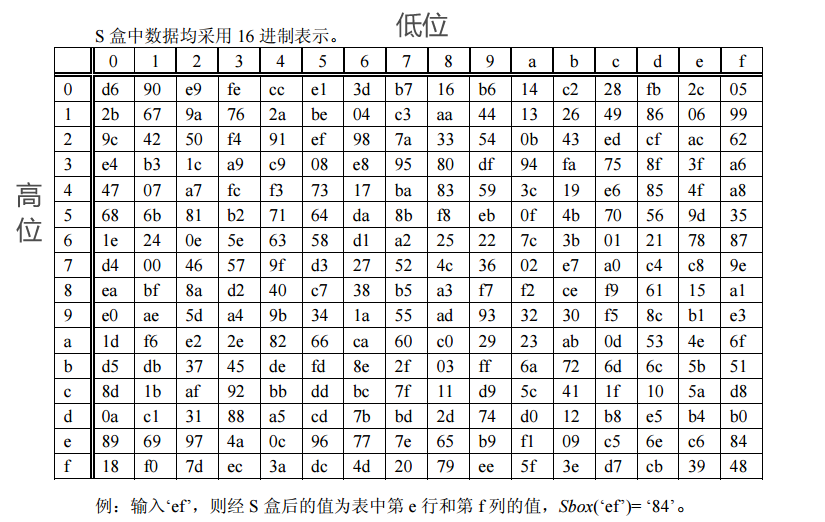 低位
S 盒中数据均采用 16 进制表示。
0 1 2 3 4 5 6 7 8 9 a b c d e f
0 d6 90 e9 fe cc e1 3d b7 16 b6 14 c2 28 fb 2c 05
1 2b 67 9a 76 2a be 04 c3 aa 44 13 26 49 86 06 99
2 9c 42 50 f4 91 ef 98 7a 33 54 0b 43 ed cf ac 62
3 e4 b3 1c a9 c9 08 e8 95 80 df 94 fa 75 8f 3f a6
高位
4 47 07 a7 fc f3 73 17 ba 83 59 3c 19 e6 85 4f a8
5 68 6b 81 b2 71 64 da 8b f8 eb 0f 4b 70 56 9d 35
6 1e 24 0e 5e 63 58 d1 a2 25 22 7c 3b 01 21 78 87
7 d4 00 46 57 9f d3 27 52 4c 36 02 e7 a0 c4 c8 9e
8 ea bf 8a d2 40 c7 38 b5 a3 f7 f2 ce f9 61 15 a1
9 e0 ae 5d a4 9b 34 1a 55 ad 93 32 30 f5 8c b1 e3
a 1d f6 e2 2e 82 66 ca 60 c0 29 23 ab 0d 53 4e 6f
b d5 db 37 45 de fd 8e 2f 03 ff 6a 72 6d 6c 5b 51
c 8d 1b af 92 bb dd bc 7f 11 d9 5c 41 1f 10 5a d8
d 0a c1 31 88 a5 cd 7b bd 2d 74 d0 12 b8 e5 b4 b0
e 89 69 97 4a 0c 96 77 7e 65 b9 f1 09 c5 6e c6 84
f 18 f0 7d ec 3a dc 4d 20 79 ee 5f 3e d7 cb 39 48
例：输入‘ef’，则经 S 盒后的值为表中第 e 行和第 f 列的值，Sbox(‘ef’)= ‘84’。